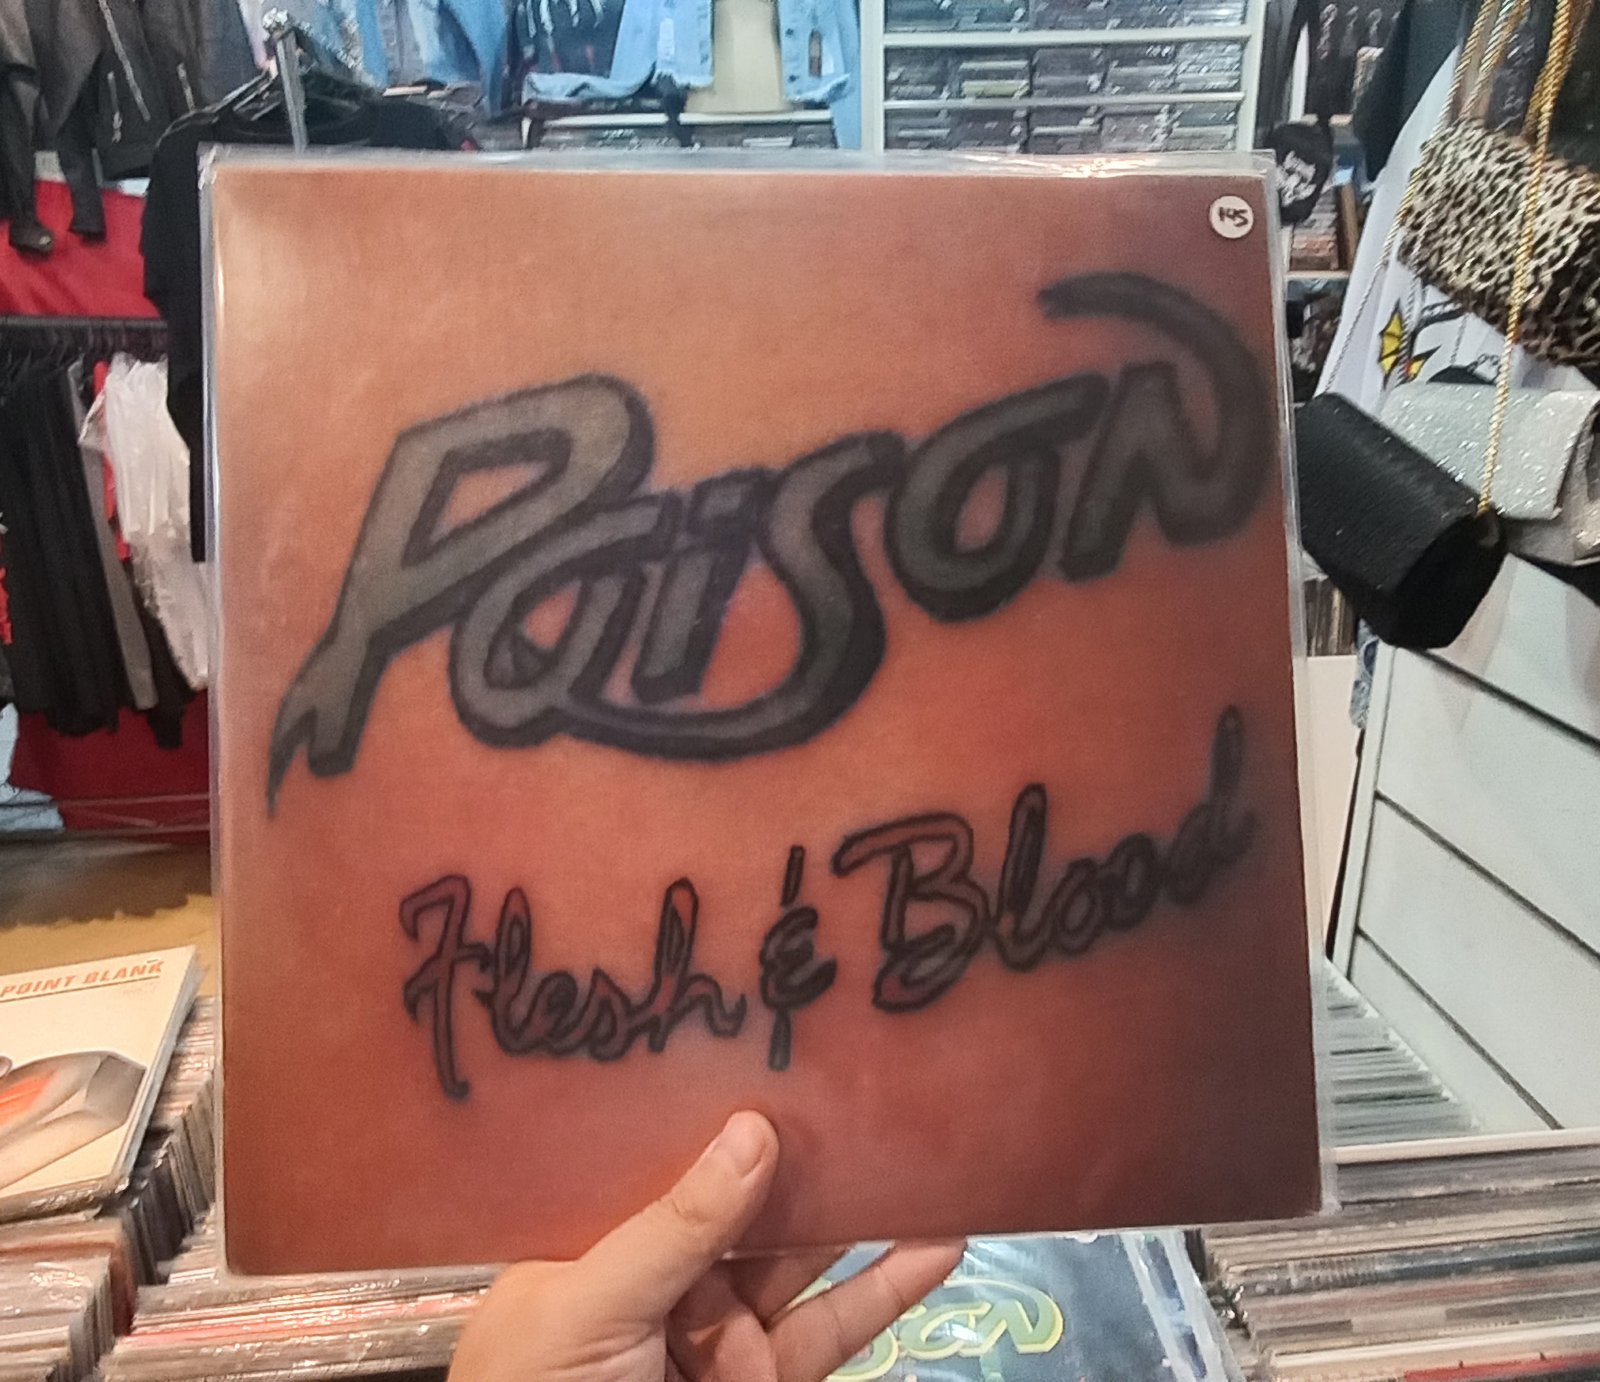 145
Poison
Flesh & Blood
POINT BLANK